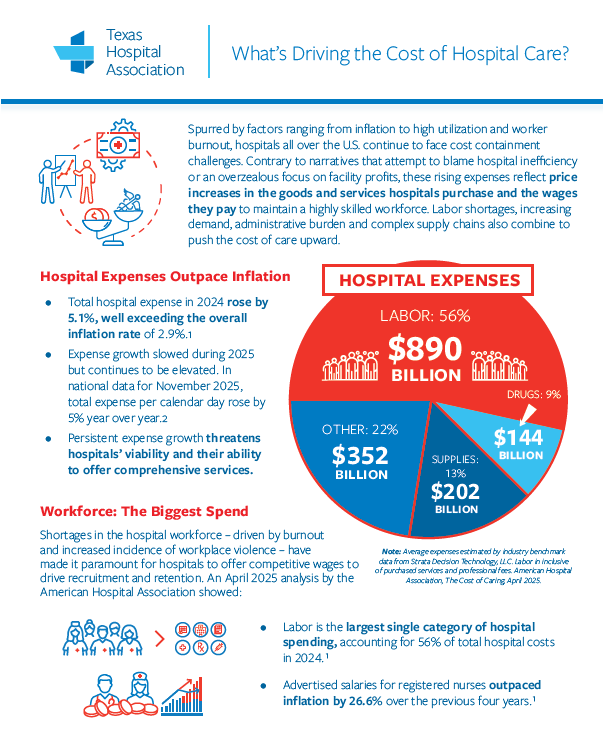 Texas
Hospital
Association
What's Driving the Cost of Hospital Care?
Spurred by factors ranging from inflation to high utilization and worker
burnout, hospitals all over the U.S. continue to face cost containment
challenges. Contrary to narratives that attempt to blame hospital inefficiency
or an overzealous focus on facility profits, these rising expenses reflect price
increases in the goods and services hospitals purchase and the wages
they pay to maintain a highly skilled workforce. Labor shortages, increasing
demand, administrative burden and complex supply chains also combine to
push the cost of care upward.
Hospital Expenses Outpace Inflation
● Total hospital expense in 2024 rose by
5.1%, well exceeding the overall
inflation rate of 2.9%.1
● Expense growth slowed during 2025
but continues to be elevated. In
national data for November 2025,
total expense per calendar day rose by
5% year over year.2
● Persistent expense growth threatens
hospitals' viability and their ability
to offer comprehensive services.
HOSPITAL EXPENSES
LABOR: 56%
$890
BILLION
DRUGS: 9%
$144
BILLION
OTHER: 22%
$352
BILLION
SUPPLIES:
13%
$202
BILLION
Note: Average expenses estimated by industry benchmark
data from Strata Decision Technology, LLC. Labor in inclusive
of purchased services and professional fees. American Hospital
Association, The Cost of Caring, April 2025.
Workforce: The Biggest Spend
Shortages in the hospital workforce – driven by burnout
and increased incidence of workplace violence – have
made it paramount for hospitals to offer competitive wages to
drive recruitment and retention. An April 2025 analysis by the
American Hospital Association showed:
● Labor is the largest single category of hospital
spending, accounting for 56% of total hospital costs
in 2024.¹
● Advertised salaries for registered nurses outpaced
inflation by 26.6% over the previous four years.¹